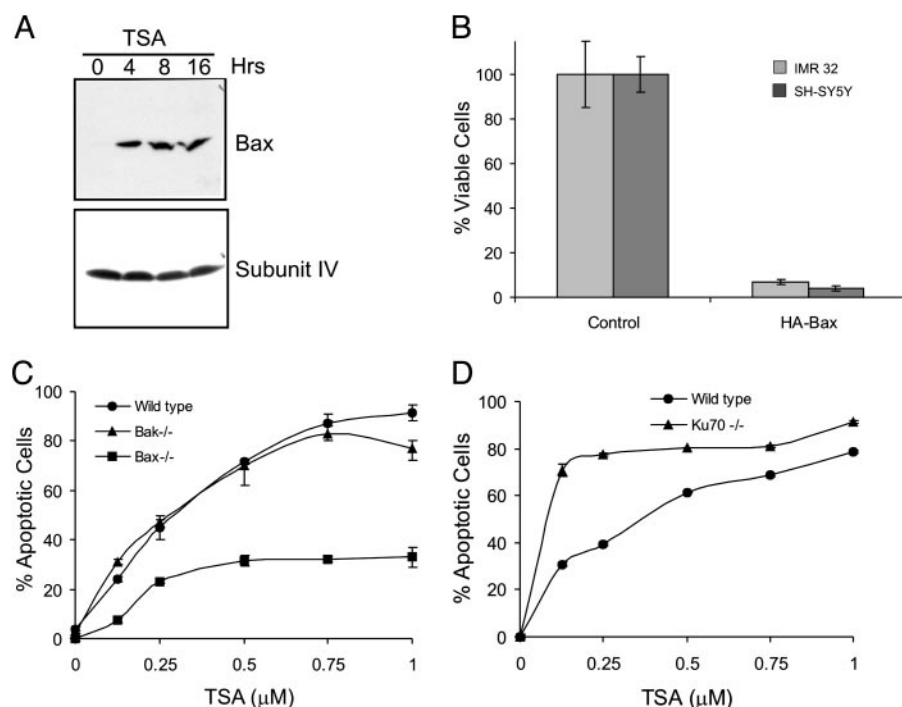 A
TSA
0 4 8 16 Hrs
Bax
Subunit IV
B
% Viable Cells
100
80
60
40
20
0
IMR 32
SH-SY5Y
Control HA-Bax
C
% Apoptotic Cells
100
80
60
40
20
0
Wild type
Bak-/-
Bax-/-
0 0.25 0.5 0.75 1
TSA (µM)
D
% Apoptotic Cells
100
80
60
40
20
0
Wild type
Ku70 -/-
0 0.25 0.5 0.75 1
TSA (µM)